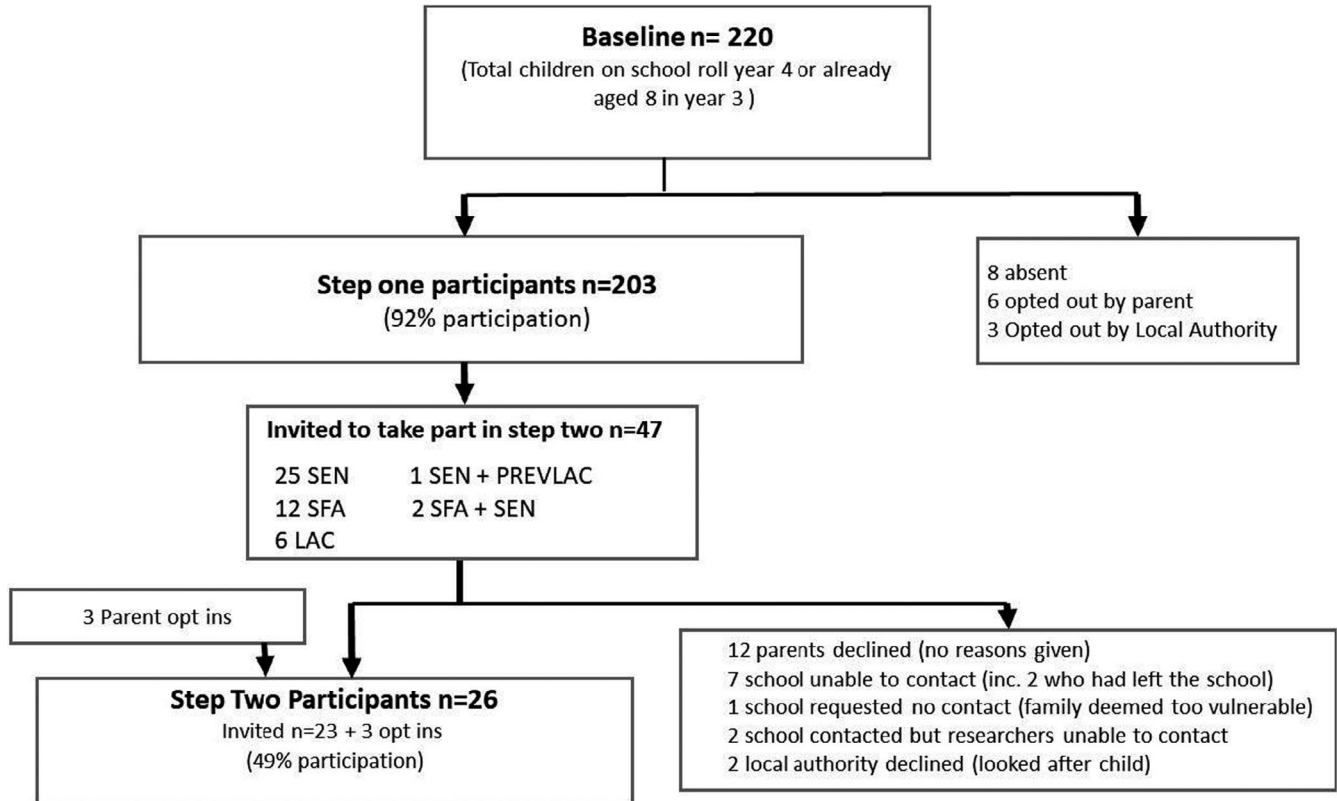 Baseline n= 220
(Total children on school roll year 4 or already
aged 8 in year 3 )
Step one participants n=203
(92% participation)
8 absent
6 opted out by parent
3 Opted out by Local Authority
Invited to take part in step two n=47
25 SEN 1 SEN + PREVLAC
12 SFA 2 SFA + SEN
6 LAC
3 Parent opt ins
Step Two Participants n=26
Invited n=23 + 3 opt ins
(49% participation)
12 parents declined (no reasons given)
7 school unable to contact (inc. 2 who had left the school)
1 school requested no contact (family deemed too vulnerable)
2 school contacted but researchers unable to contact
2 local authority declined (looked after child)